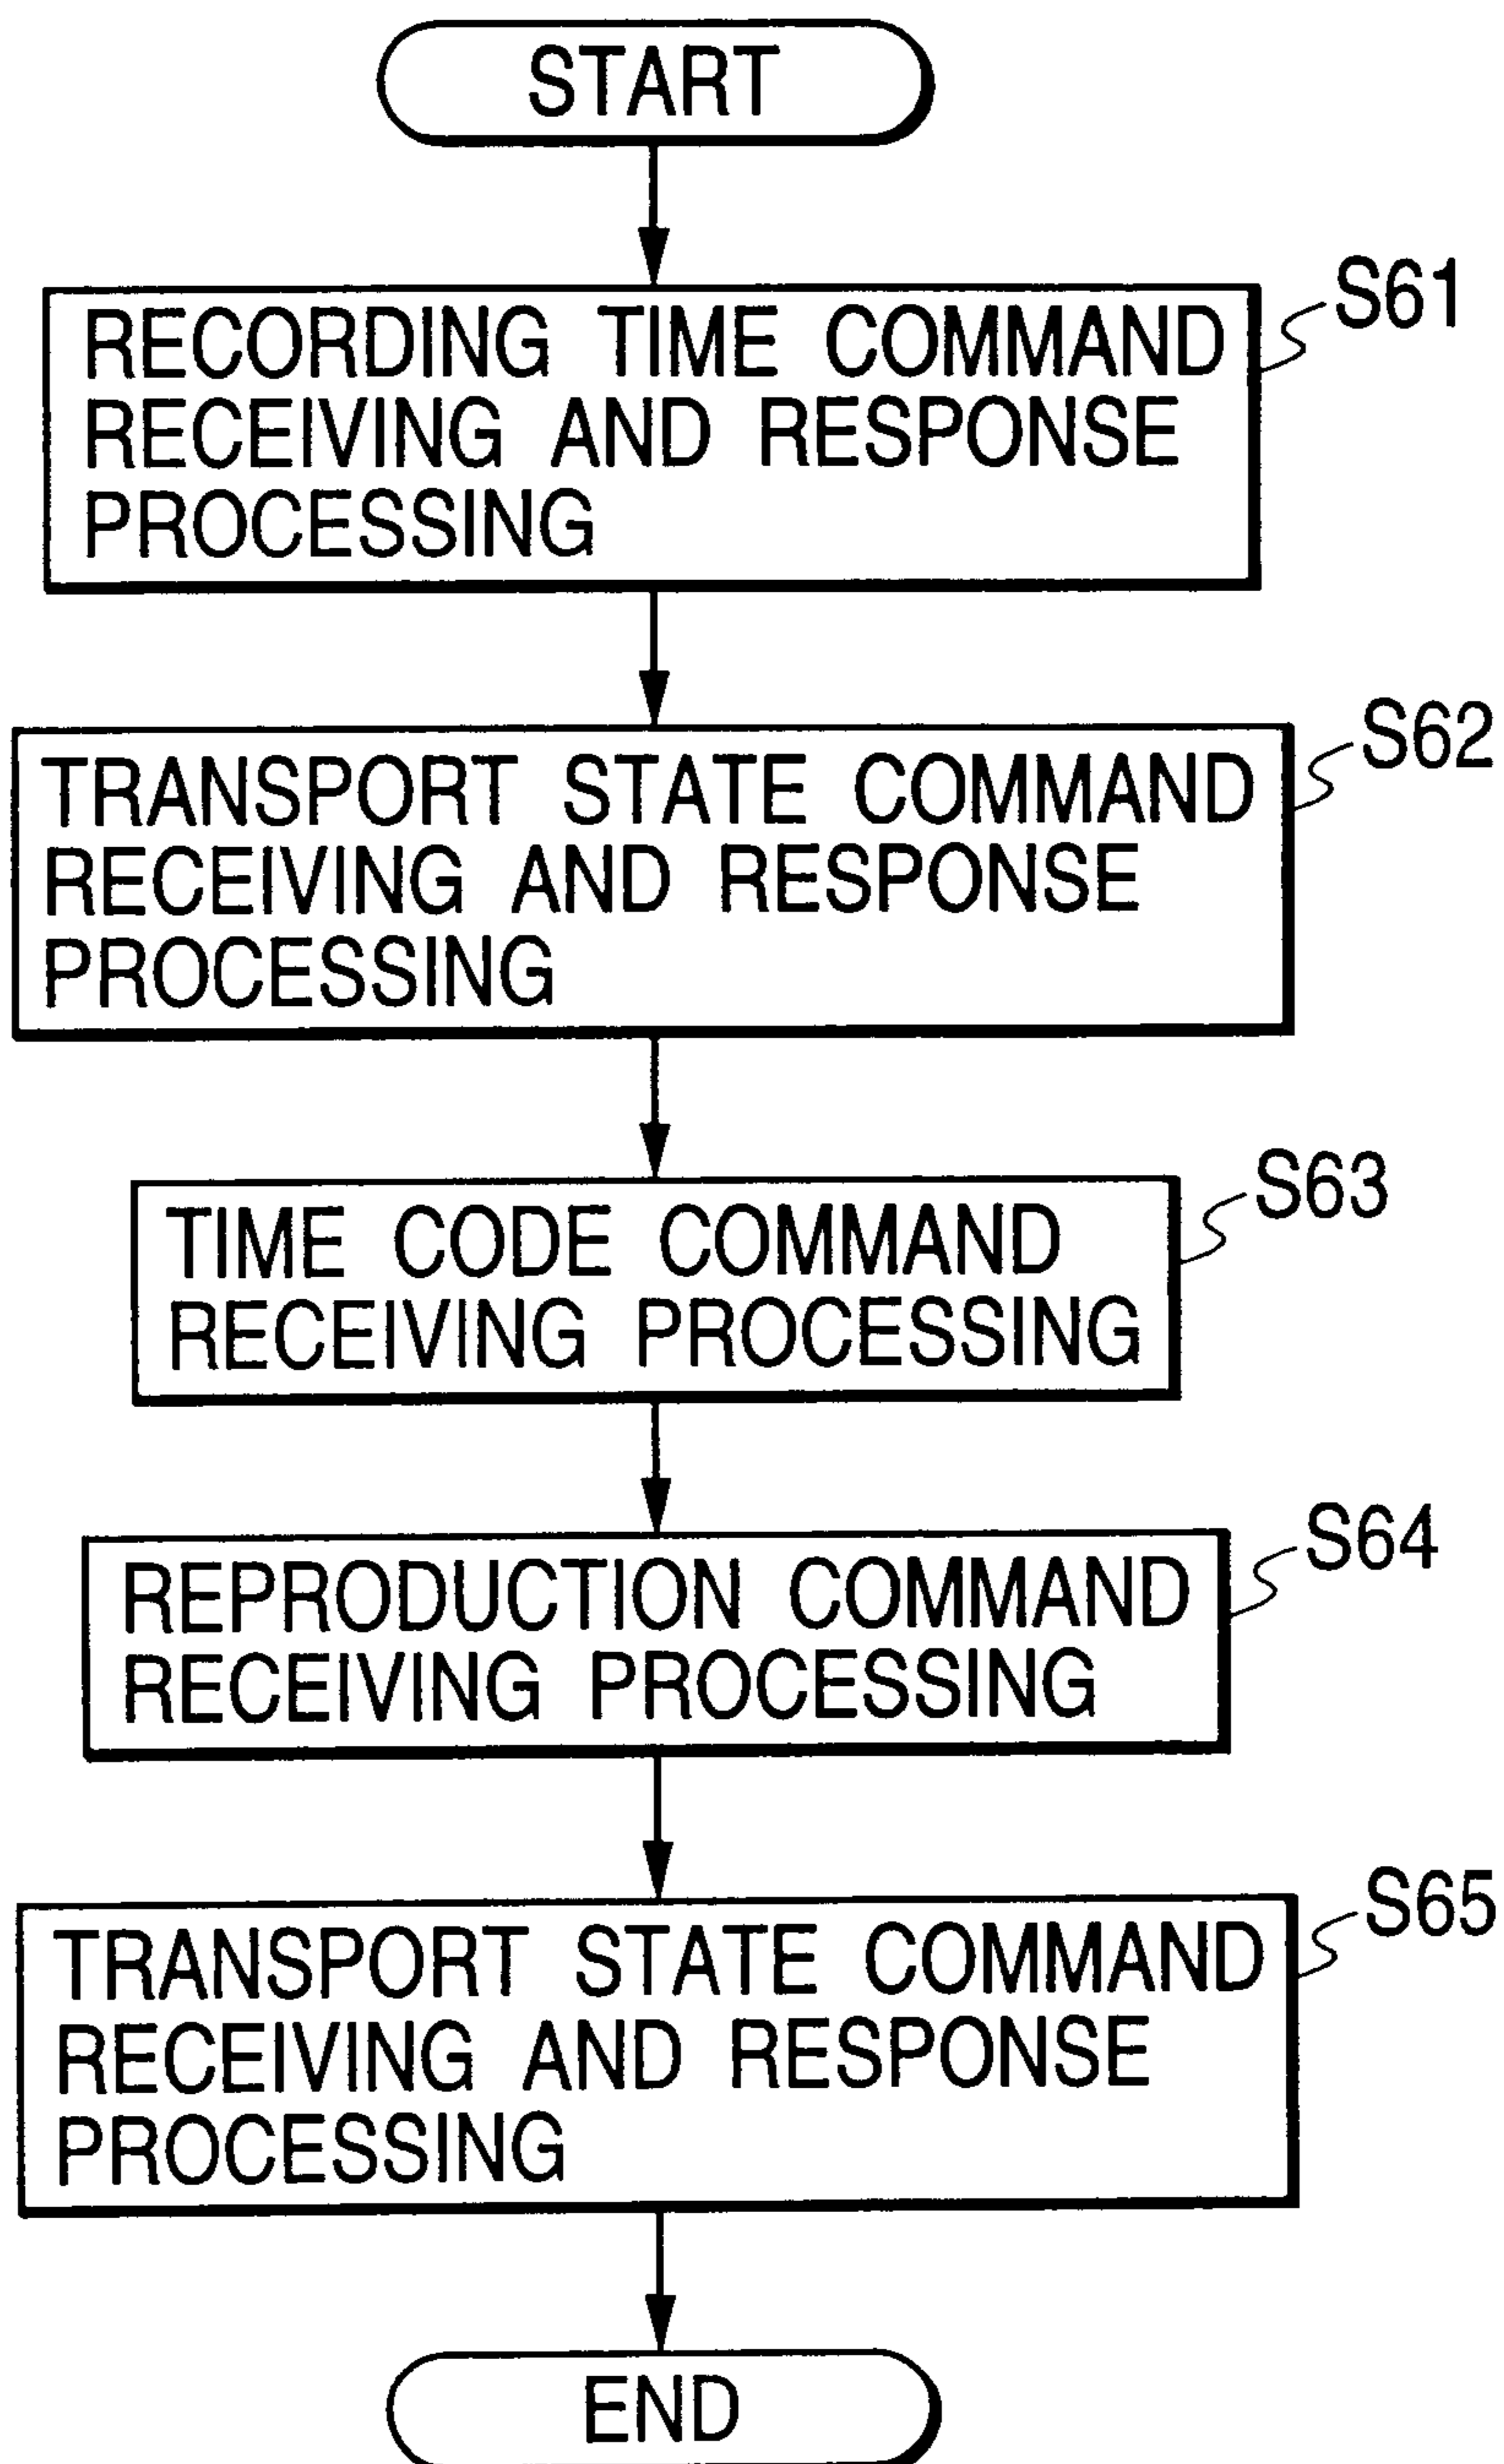 START
S61
RECORDING TIME COMMAND
RECEIVING AND RESPONSE
PROCESSING
S62
TRANSPORT STATE COMMAND
RECEIVING AND RESPONSE
PROCESSING
S63
TIME CODE COMMAND
RECEIVING PROCESSING
S64
REPRODUCTION COMMAND
RECEIVING PROCESSING
S65
TRANSPORT STATE COMMAND
RECEIVING AND RESPONSE
PROCESSING
END